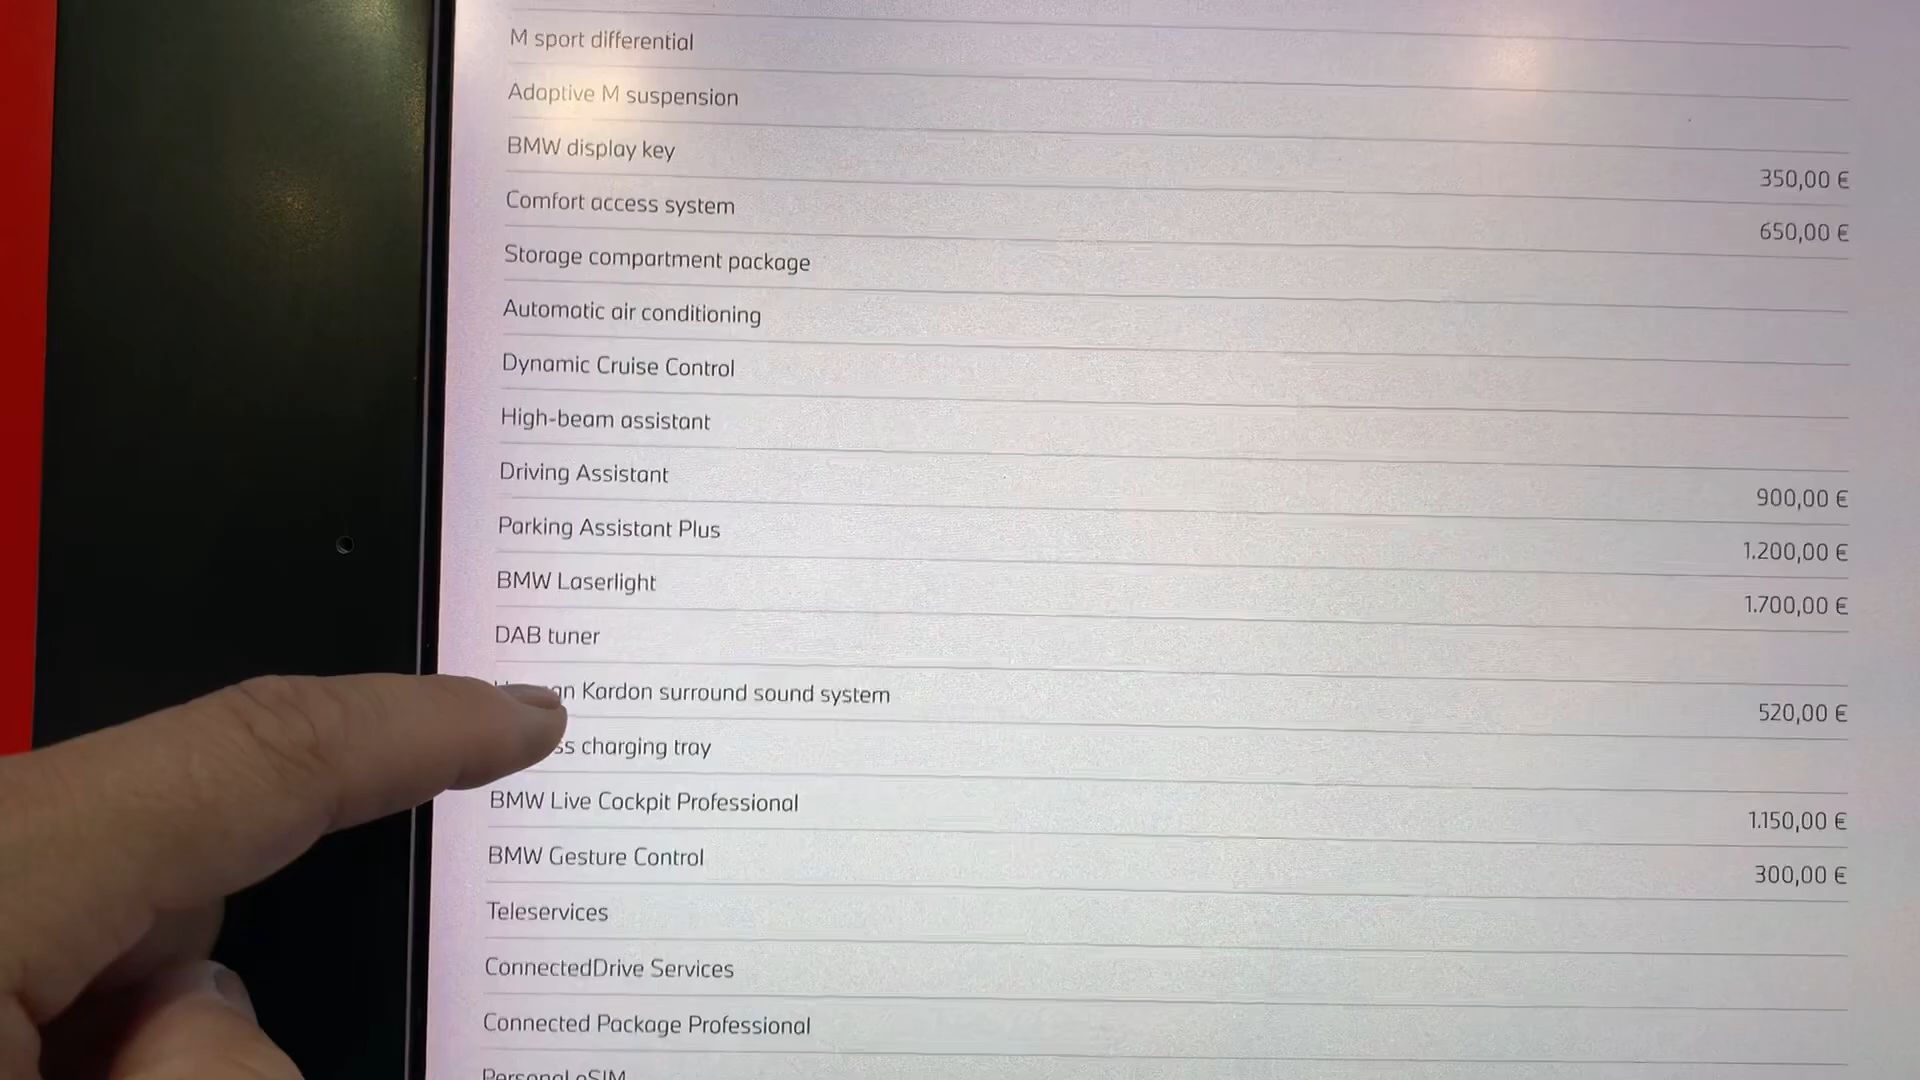 M sport differential
Adaptive M suspension
BMW display key 350,00 €
Comfort access system 650,00 €
Storage compartment package
Automatic air conditioning
Dynamic Cruise Control
High-beam assistant
Driving Assistant 900,00 €
Parking Assistant Plus 1.200,00 €
BMW Laserlight 1.700,00 €
DAB tuner
Kardon surround sound system 520,00 €
charging tray
BMW Live Cockpit Professional 1.150,00 €
BMW Gesture Control 300,00 €
Teleservices
ConnectedDrive Services
Connected Package Professional
Personal eSIM